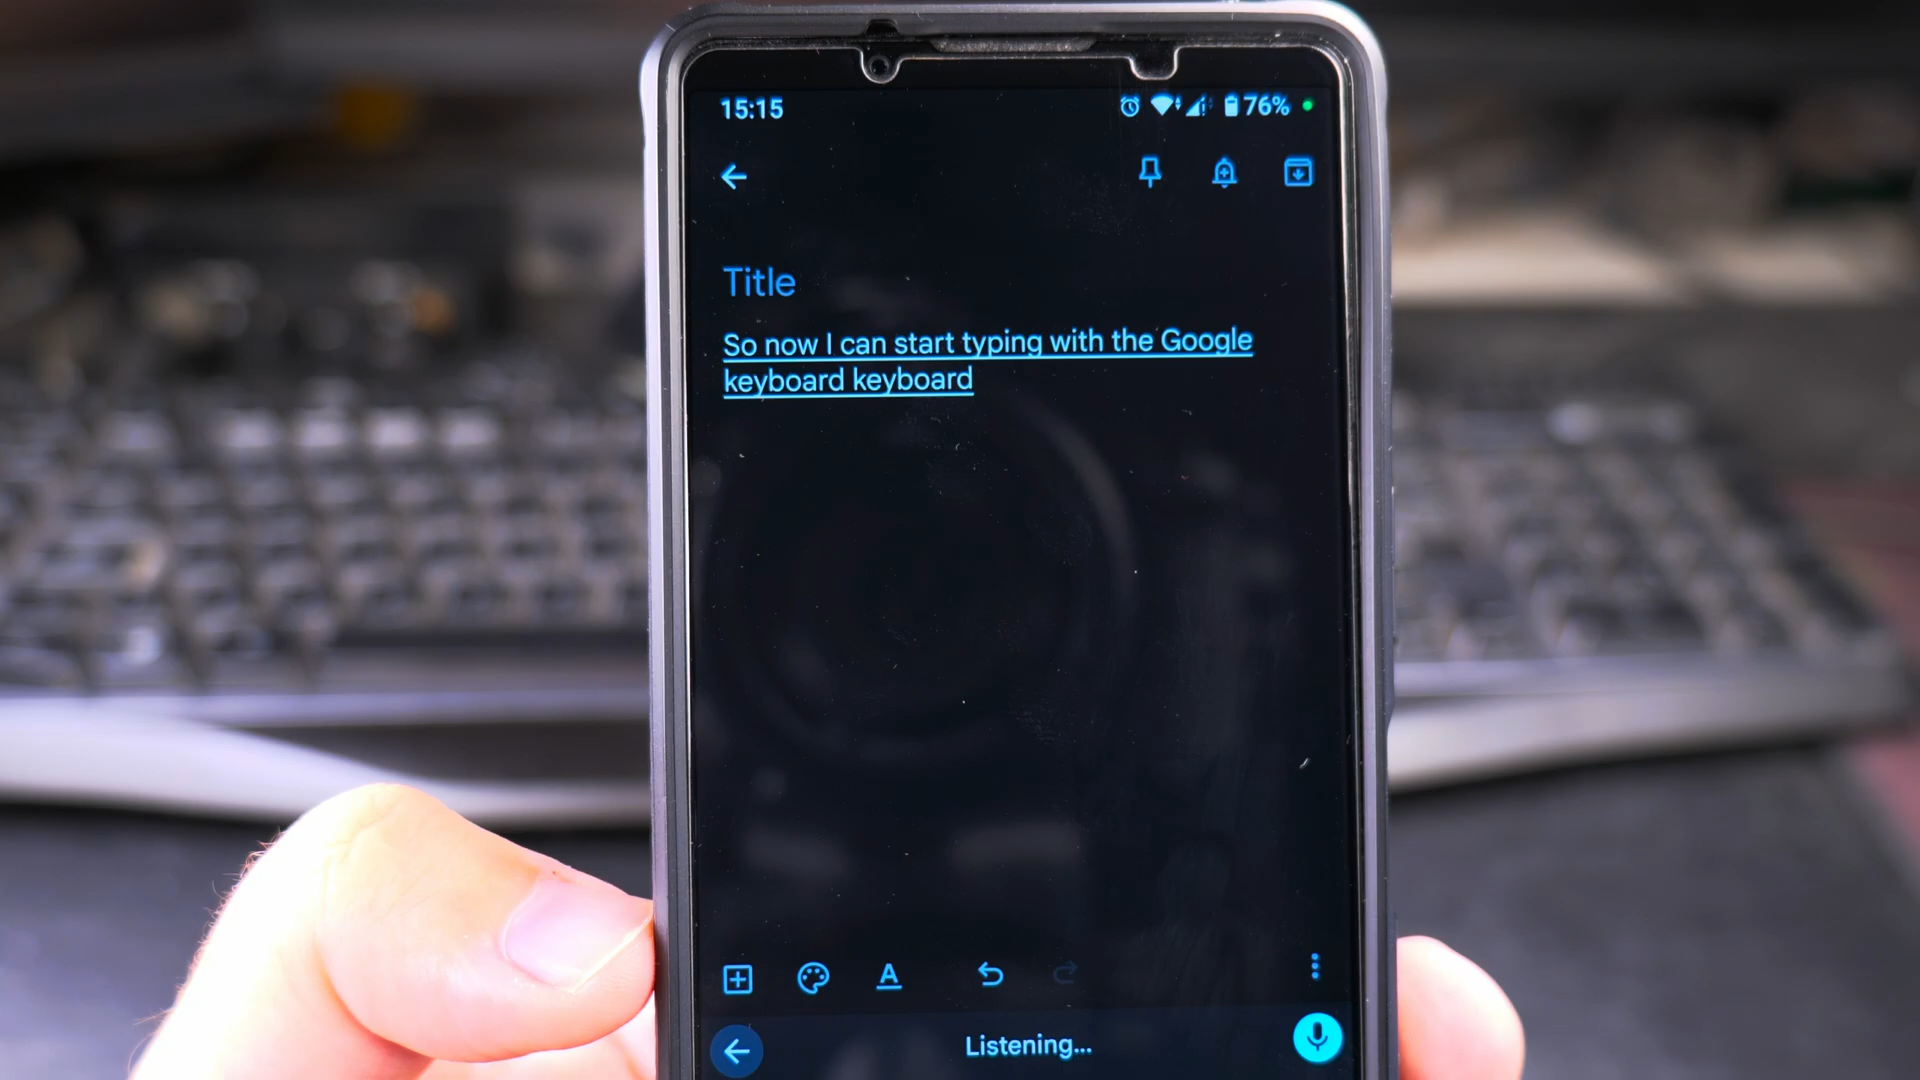 15:15
76%
Title
So now I can start typing with the Google
keyboard keyboard
A
Listening...